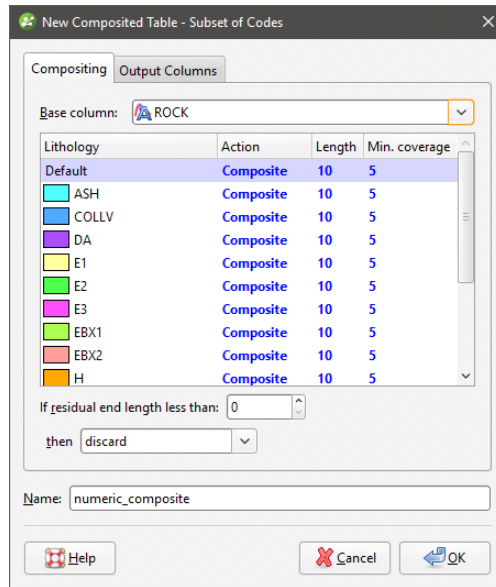 New Composited Table - Subset of Codes
Compositing Output Columns
Base column: ROCK
Lithology Action Length Min. coverage
Default Composite 10 5
ASH Composite 10 5
COLLV Composite 10 5
DA Composite 10 5
E1 Composite 10 5
E2 Composite 10 5
E3 Composite 10 5
EBX1 Composite 10 5
EBX2 Composite 10 5
H Composite 10 5
If residual end length less than: 0
then discard
Name: numeric_composite
Help Cancel OK